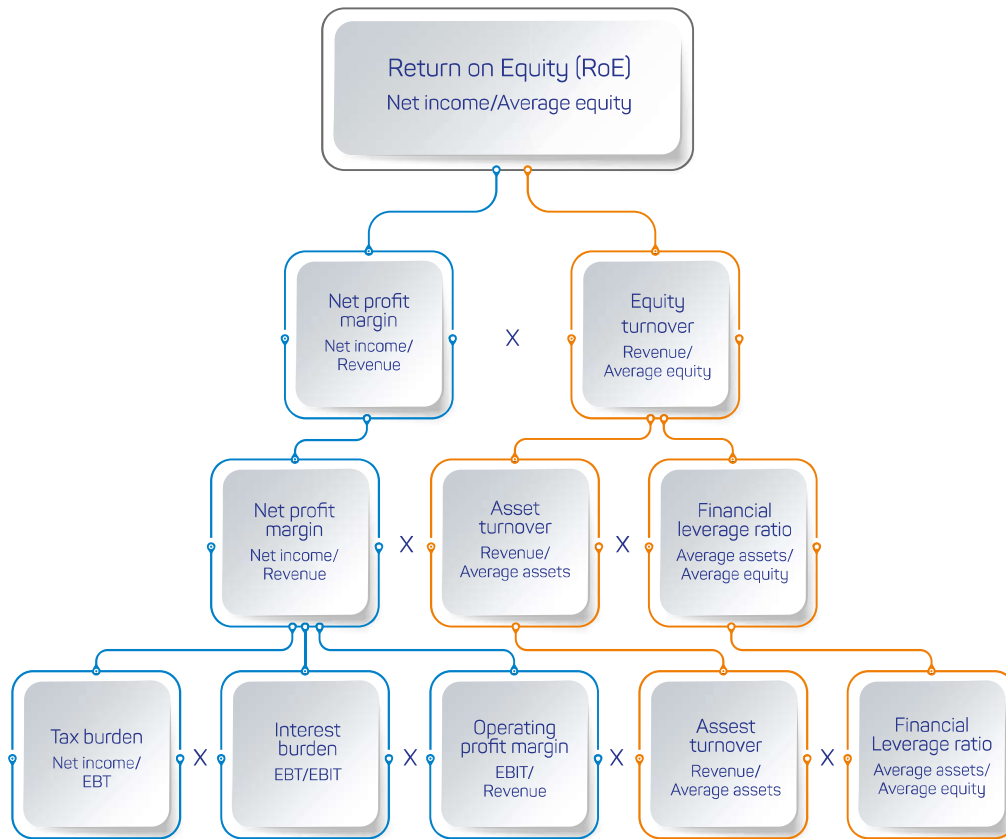 Return on Equity (RoE)
Net income/Average equity
Net profit
margin
Net income/
Revenue
X
Equity
turnover
Revenue/
Average equity
Net profit
margin
Net income/
Revenue
X
Asset
turnover
Revenue/
Average assets
X
Financial
leverage ratio
Average assets/
Average equity
Tax burden
Net income/
EBT
X
Interest
burden
EBT/EBIT
X
Operating
profit margin
EBIT/
Revenue
X
Assest
turnover
Revenue/
Average assets
X
Financial
Leverage ratio
Average assets/
Average equity